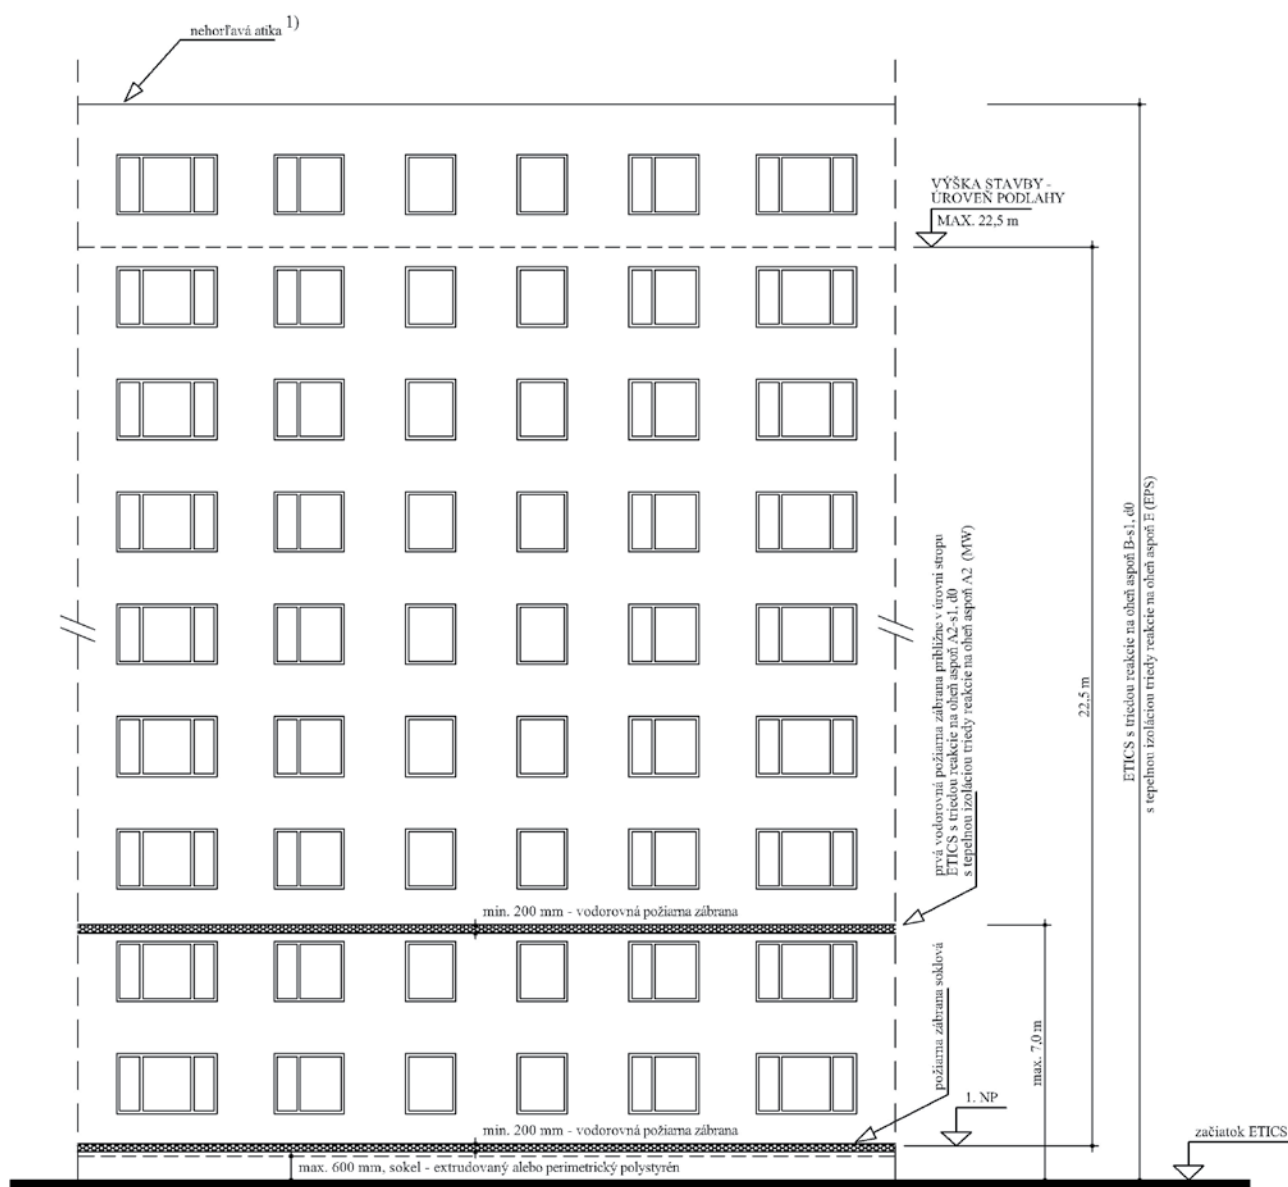 nehorľavá atika 1)
VÝŠKA STAVBY -
ÚROVEŇ PODLAHY
MAX. 22,5 m
prvá vodorovná požiarna zábrana približne v úrovni stropu
ETICS s triedou reakcie na oheň aspoň A2-s1, d0
s tepelnou izoláciou triedy reakcie na oheň aspoň A2 (MW)
22,5 m
ETICS s triedou reakcie na oheň aspoň B-s1, d0
s tepelnou izoláciou triedy reakcie na oheň aspoň E (EPS)
min. 200 mm - vodorovná požiarna zábrana
požiarna zábrana soklová
max. 7,0 m
1. NP
min. 200 mm - vodorovná požiarna zábrana
začiatok ETICS
max. 600 mm, sokel - extrudovaný alebo perimetrický polystyrén